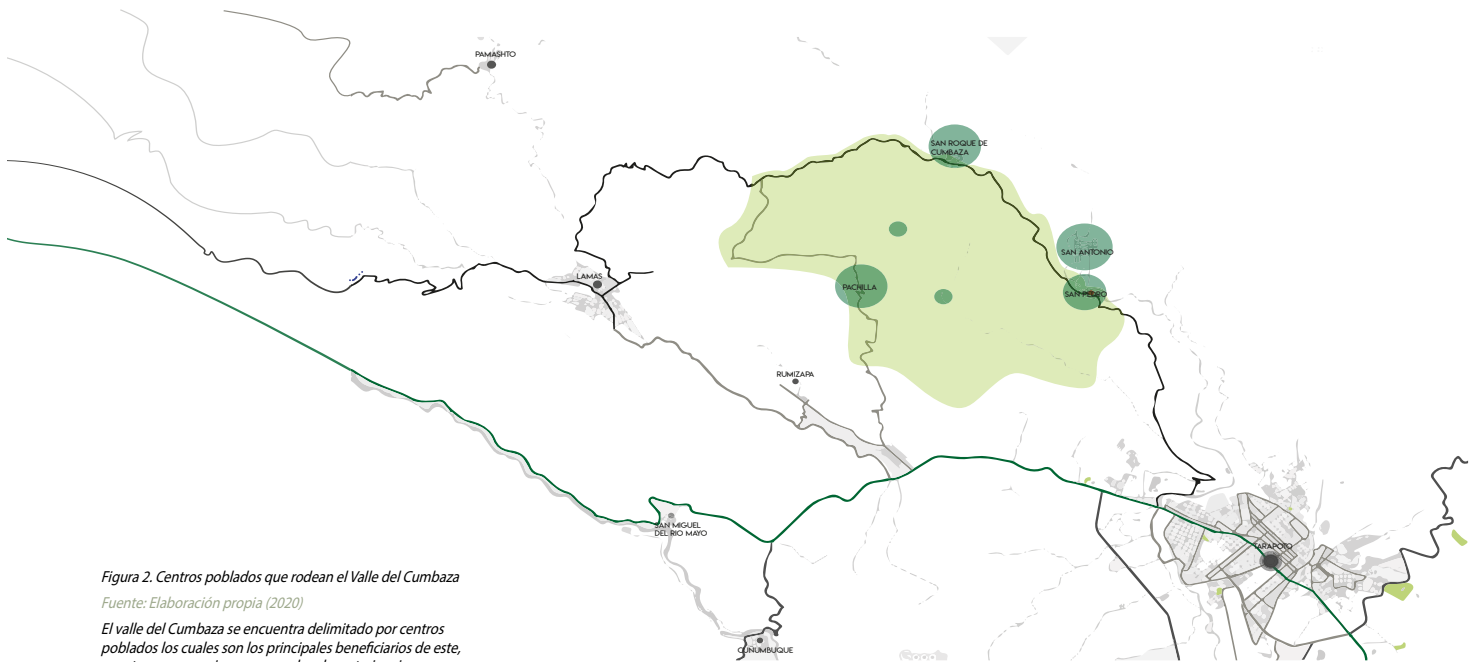 PAMASHTO
SAN ROQUE DE
CUMBAZA
SAN ANTONIO
LAMAS
PACHILLA
SAN PEDRO
RUMIZAPA
SAN MIGUEL
DEL RIO MAYO
TARAPOTO
CUÑUMBUQUE
Figura 2. Centros poblados que rodean el Valle del Cumbaza
Fuente: Elaboración propia (2020)
El valle del Cumbaza se encuentra delimitado por centros
poblados los cuales son los principales beneficiarios de este,